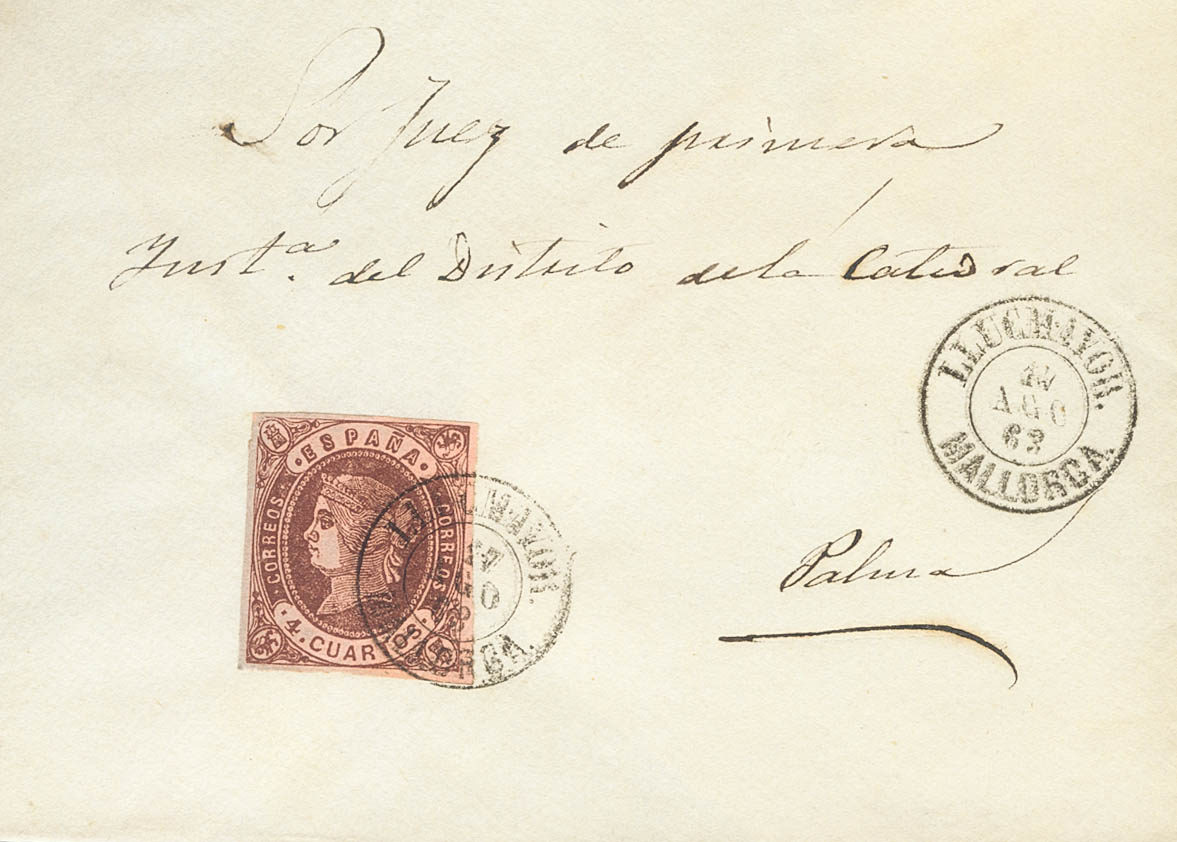 Sor Juez de primera
Inst.ª del Distrito de la Catedral
LLUCHMAYOR.
AGO
63
MALLORCA.
ESPAÑA
CORREOS
CORREOS
4. CUARTOS.
AGO
Palma